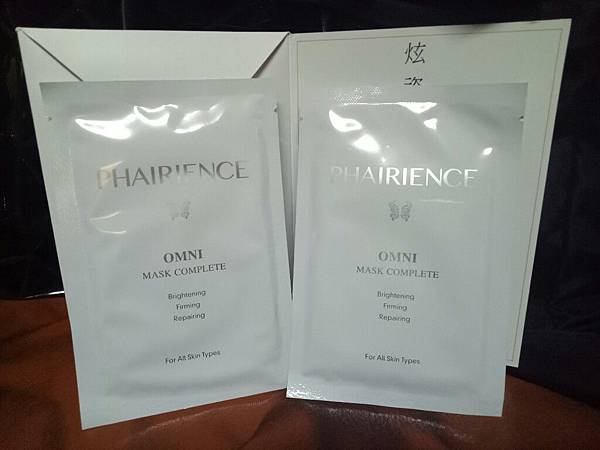 炫
PHAIRIENCE
OMNI
MASK COMPLETE
Brightening
Firming
Repairing
For All Skin Types
PHAIRIENCE
OMNI
MASK COMPLETE
Brightening
Firming
Repairing
For All Skin Types